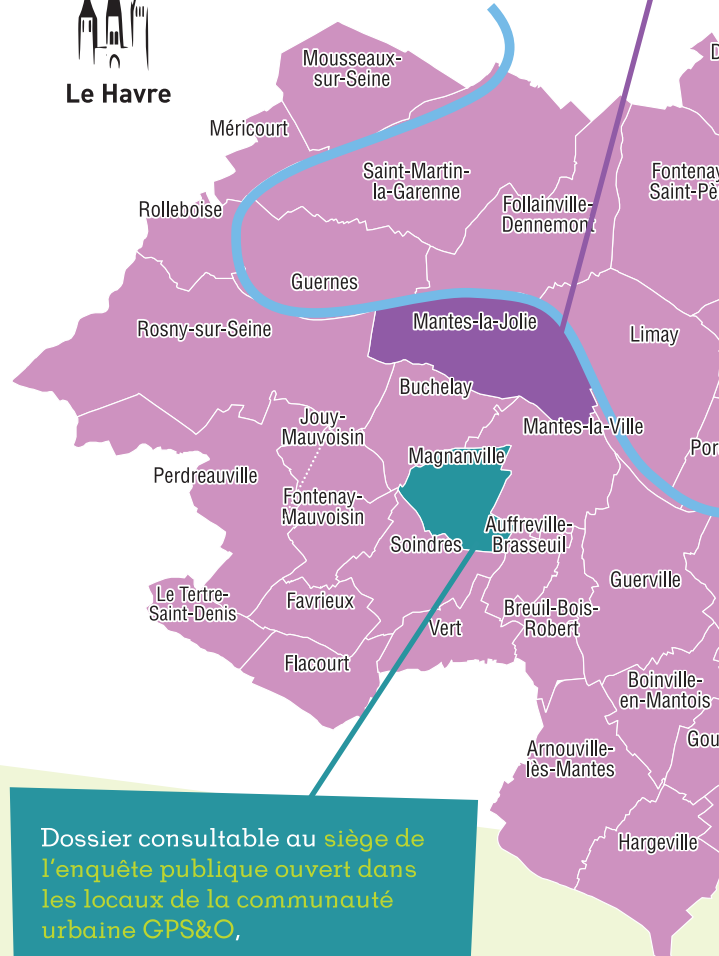 Le Havre
Mousseaux-
sur-Seine
D
Méricourt
Saint-Martin-
la-Garenne
Fontenay
Saint-Pè
Rolleboise
Follainville-
Dennemont
Guernes
Rosny-sur-Seine
Mantes-la-Jolie
Limay
Buchelay
Jouy-
Mauvoisin
Mantes-la-Ville
Por
Magnanville
Perdreauville
Fontenay-
Mauvoisin
Auffreville-
Brasseuil
Soindres
Guerville
Le Tertre-
Saint-Denis
Favrieux
Breuil-Bois-
Robert
Vert
Flacourt
Boinville-
en-Mantois
Gou
Arnouville-
lès-Mantes
Hargeville
Dossier consultable au siège de
l'enquête publique ouvert dans
les locaux de la communauté
urbaine GPS&O,